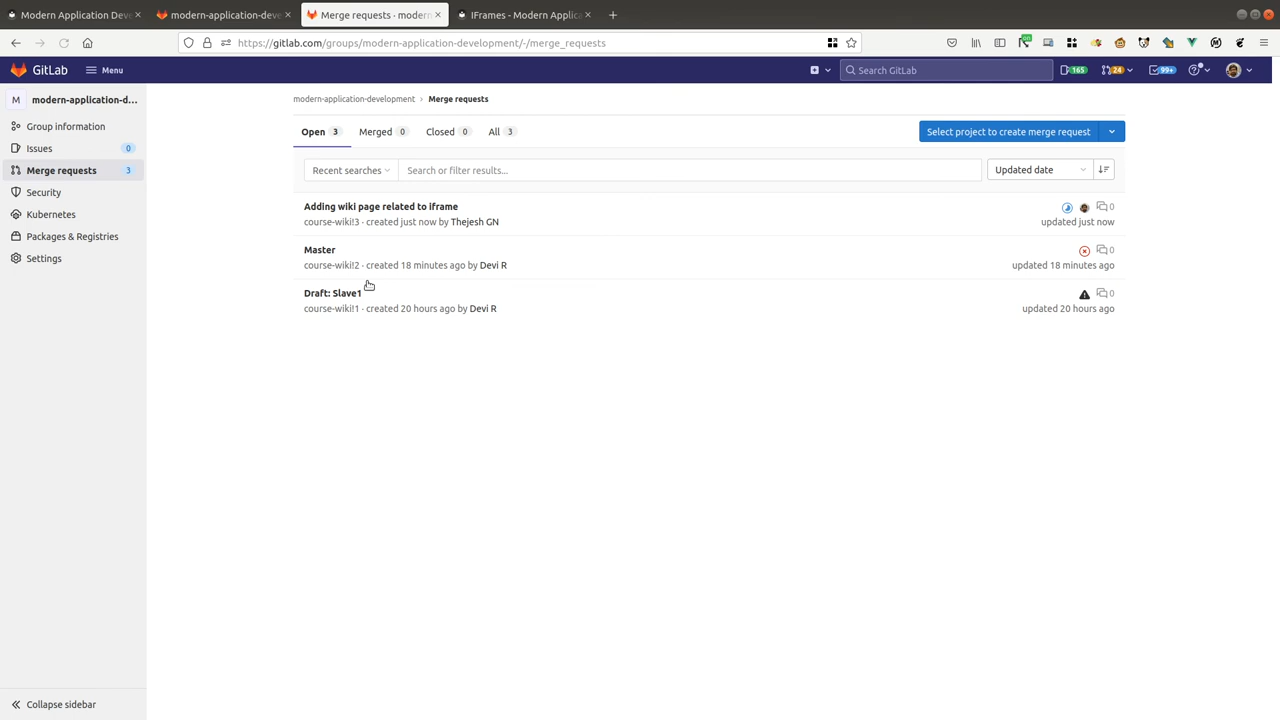 Modern Application Deve
modern-application-deve
Merge requests · modern
IFrames - Modern Applica
https://gitlab.com/groups/modern-application-development/-/merge_requests
on
GitLab
Menu
Search GitLab
165
24
99+
M
modern-application-d...
Group information
Issues 0
Merge requests 3
Security
Kubernetes
Packages & Registries
Settings
Collapse sidebar
modern-application-development › Merge requests
Open 3
Merged 0
Closed 0
All 3
Select project to create merge request
Recent searches
Search or filter results...
Updated date
Adding wiki page related to iframe
0
course-wiki!3 · created just now by Thejesh GN
updated just now
Master
0
course-wiki!2 · created 18 minutes ago by Devi R
updated 18 minutes ago
Draft: Slave1
0
course-wiki!1 · created 20 hours ago by Devi R
updated 20 hours ago